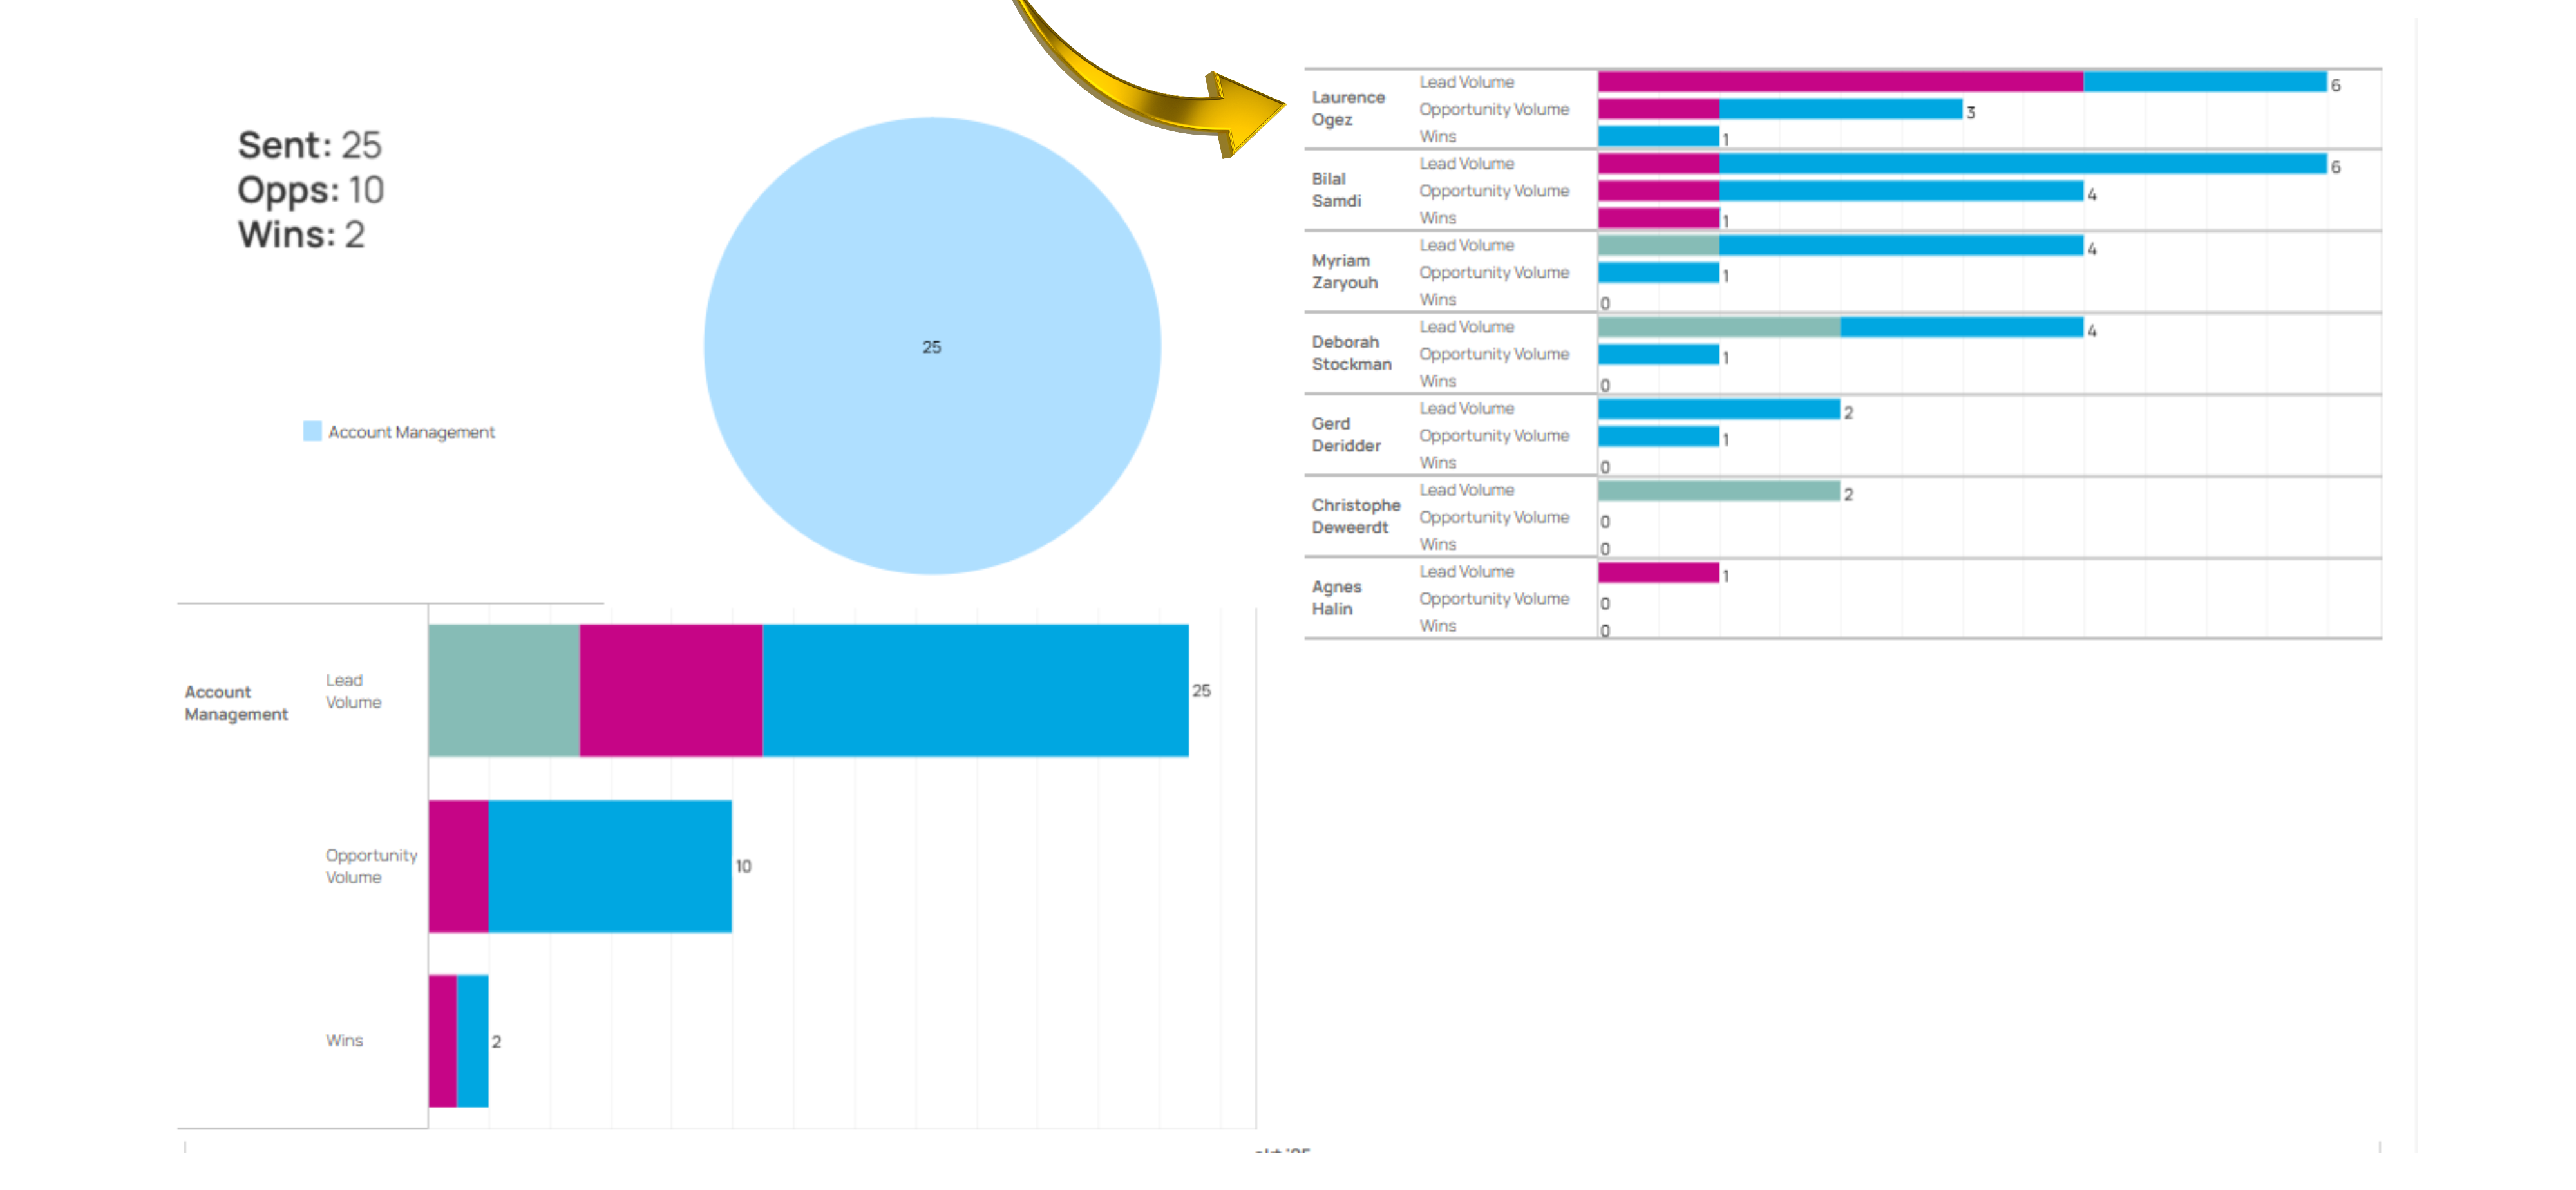 Sent: 25
Opps: 10
Wins: 2
25
Account Management
Laurence
Ogez
Lead Volume
6
Opportunity Volume
3
Wins
1
Bilal
Samdi
Lead Volume
6
Opportunity Volume
4
Wins
1
Myriam
Zaryouh
Lead Volume
4
Opportunity Volume
1
Wins
0
Deborah
Stockman
Lead Volume
4
Opportunity Volume
1
Wins
0
Gerd
Deridder
Lead Volume
2
Opportunity Volume
1
Wins
0
Christophe
Deweerdt
Lead Volume
2
Opportunity Volume
0
Wins
0
Agnes
Halin
Lead Volume
1
Opportunity Volume
0
Wins
0
Account
Management
Lead
Volume
25
Opportunity
Volume
10
Wins
2